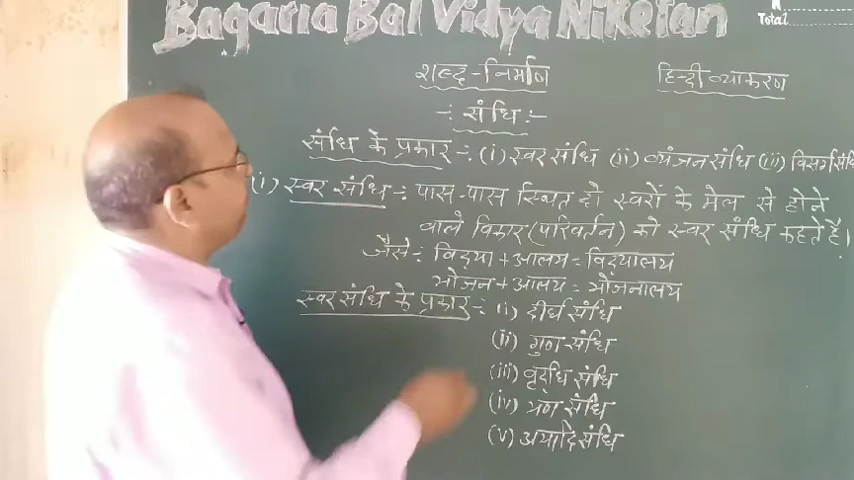 Bagaria Bal Vidya Niketan
Total
शब्द-निर्माण
हिन्दी व्याकरण
-: संधि :-
संधि के प्रकार -: (i) स्वर संधि (ii) व्यंजन संधि (iii) विसर्ग संधि
(i) स्वर संधि :- पास-पास स्थित दो स्वरों के मेल से होने
वाले विकार (परिवर्तन) को स्वर संधि कहते हैं।
जैसे :- विद्या + आलय = विद्यालय
भोजन + आलय = भोजनालय
स्वर संधि के प्रकार :- (i) दीर्घ संधि
(ii) गुण संधि
(iii) वृद्धि संधि
(iv) यण संधि
(v) अयादि संधि